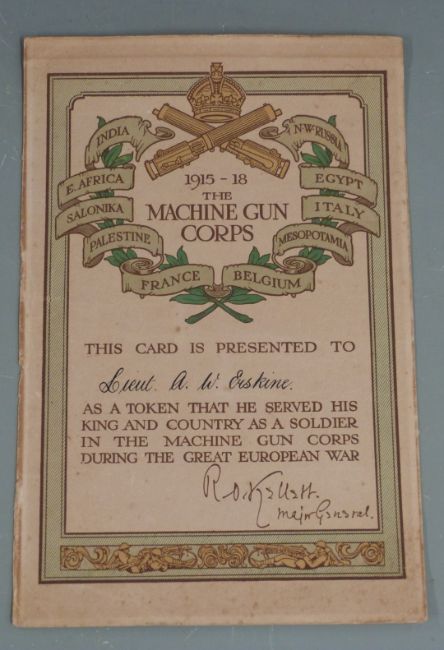 INDIA
N-W-RUSSIA
E. AFRICA
EGYPT
SALONIKA
ITALY
PALESTINE
MESOPOTAMIA
FRANCE
BELGIUM
1915 - 18
THE
MACHINE GUN
CORPS
THIS CARD IS PRESENTED TO
Lieut. A. W. Erskine.
AS A TOKEN THAT HE SERVED HIS
KING AND COUNTRY AS A SOLDIER
IN THE MACHINE GUN CORPS
DURING THE GREAT EUROPEAN WAR
R. O. Kellett.
Major General.